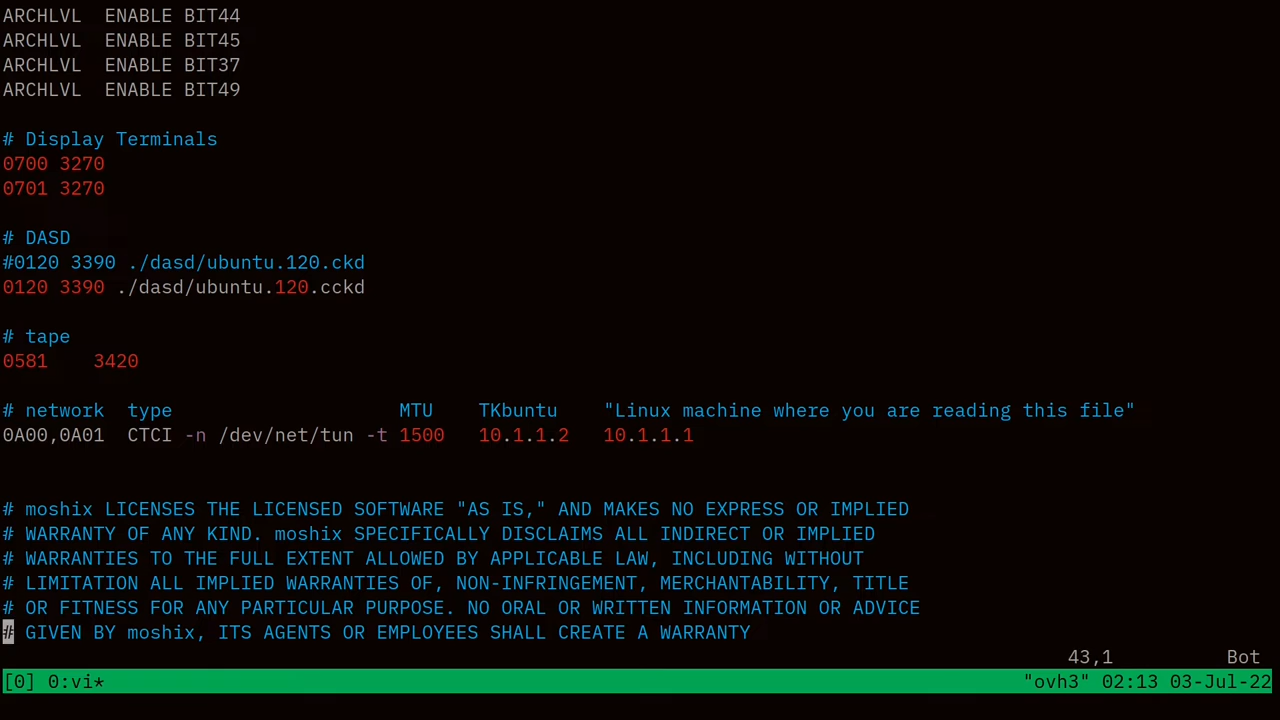 ARCHLVL  ENABLE BIT44
ARCHLVL  ENABLE BIT45
ARCHLVL  ENABLE BIT37
ARCHLVL  ENABLE BIT49
# Display Terminals
0700 3270
0701 3270
# DASD
#0120 3390 ./dasd/ubuntu.120.ckd
0120 3390 ./dasd/ubuntu.120.cckd
# tape
0581    3420
# network  type                    MTU    TKbuntu    "Linux machine where you are reading this file"
0A00,0A01  CTCI -n /dev/net/tun -t 1500   10.1.1.2   10.1.1.1
# moshix LICENSES THE LICENSED SOFTWARE "AS IS," AND MAKES NO EXPRESS OR IMPLIED
# WARRANTY OF ANY KIND. moshix SPECIFICALLY DISCLAIMS ALL INDIRECT OR IMPLIED
# WARRANTIES TO THE FULL EXTENT ALLOWED BY APPLICABLE LAW, INCLUDING WITHOUT
# LIMITATION ALL IMPLIED WARRANTIES OF, NON-INFRINGEMENT, MERCHANTABILITY, TITLE
# OR FITNESS FOR ANY PARTICULAR PURPOSE. NO ORAL OR WRITTEN INFORMATION OR ADVICE
# GIVEN BY moshix, ITS AGENTS OR EMPLOYEES SHALL CREATE A WARRANTY
43,1          Bot
[0] 0:vi* "ovh3" 02:13 03-Jul-22